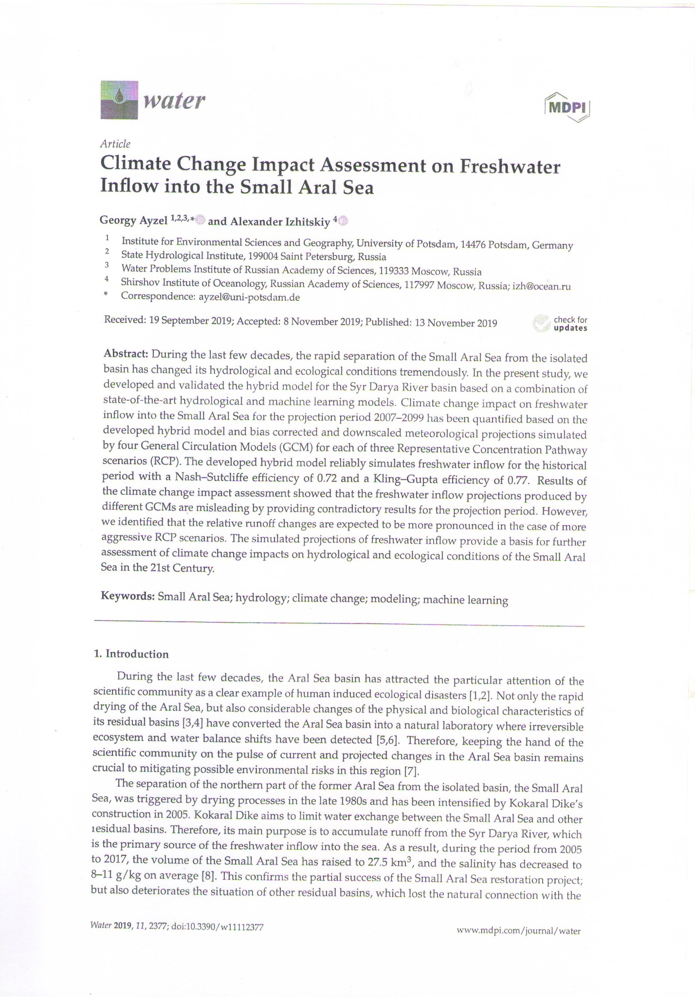 water
MDPI
Article
Climate Change Impact Assessment on Freshwater
Inflow into the Small Aral Sea
Georgy Ayzel 1,2,3,* and Alexander Izhitskiy 4
1 Institute for Environmental Sciences and Geography, University of Potsdam, 14476 Potsdam, Germany
2 State Hydrological Institute, 199004 Saint Petersburg, Russia
3 Water Problems Institute of Russian Academy of Sciences, 119333 Moscow, Russia
4 Shirshov Institute of Oceanology, Russian Academy of Sciences, 117997 Moscow, Russia; izh@ocean.ru
* Correspondence: ayzel@uni-potsdam.de
Received: 19 September 2019; Accepted: 8 November 2019; Published: 13 November 2019
check for
updates
Abstract: During the last few decades, the rapid separation of the Small Aral Sea from the isolated
basin has changed its hydrological and ecological conditions tremendously. In the present study, we
developed and validated the hybrid model for the Syr Darya River basin based on a combination of
state-of-the-art hydrological and machine learning models. Climate change impact on freshwater
inflow into the Small Aral Sea for the projection period 2007–2099 has been quantified based on the
developed hybrid model and bias corrected and downscaled meteorological projections simulated
by four General Circulation Models (GCM) for each of three Representative Concentration Pathway
scenarios (RCP). The developed hybrid model reliably simulates freshwater inflow for the historical
period with a Nash–Sutcliffe efficiency of 0.72 and a Kling–Gupta efficiency of 0.77. Results of
the climate change impact assessment showed that the freshwater inflow projections produced by
different GCMs are misleading by providing contradictory results for the projection period. However,
we identified that the relative runoff changes are expected to be more pronounced in the case of more
aggressive RCP scenarios. The simulated projections of freshwater inflow provide a basis for further
assessment of climate change impacts on hydrological and ecological conditions of the Small Aral
Sea in the 21st Century.
Keywords: Small Aral Sea; hydrology; climate change; modeling; machine learning
1. Introduction
During the last few decades, the Aral Sea basin has attracted the particular attention of the
scientific community as a clear example of human induced ecological disasters [1,2]. Not only the rapid
drying of the Aral Sea, but also considerable changes of the physical and biological characteristics of
its residual basins [3,4] have converted the Aral Sea basin into a natural laboratory where irreversible
ecosystem and water balance shifts have been detected [5,6]. Therefore, keeping the hand of the
scientific community on the pulse of current and projected changes in the Aral Sea basin remains
crucial to mitigating possible environmental risks in this region [7].
The separation of the northern part of the former Aral Sea from the isolated basin, the Small Aral
Sea, was triggered by drying processes in the late 1980s and has been intensified by Kokaral Dike's
construction in 2005. Kokaral Dike aims to limit water exchange between the Small Aral Sea and other
residual basins. Therefore, its main purpose is to accumulate runoff from the Syr Darya River, which
is the primary source of the freshwater inflow into the sea. As a result, during the period from 2005
to 2017, the volume of the Small Aral Sea has raised to 27.5 km³, and the salinity has decreased to
8–11 g/kg on average [8]. This confirms the partial success of the Small Aral Sea restoration project;
but also deteriorates the situation of other residual basins, which lost the natural connection with the
Water 2019, 11, 2377; doi:10.3390/w11112377
www.mdpi.com/journal/water